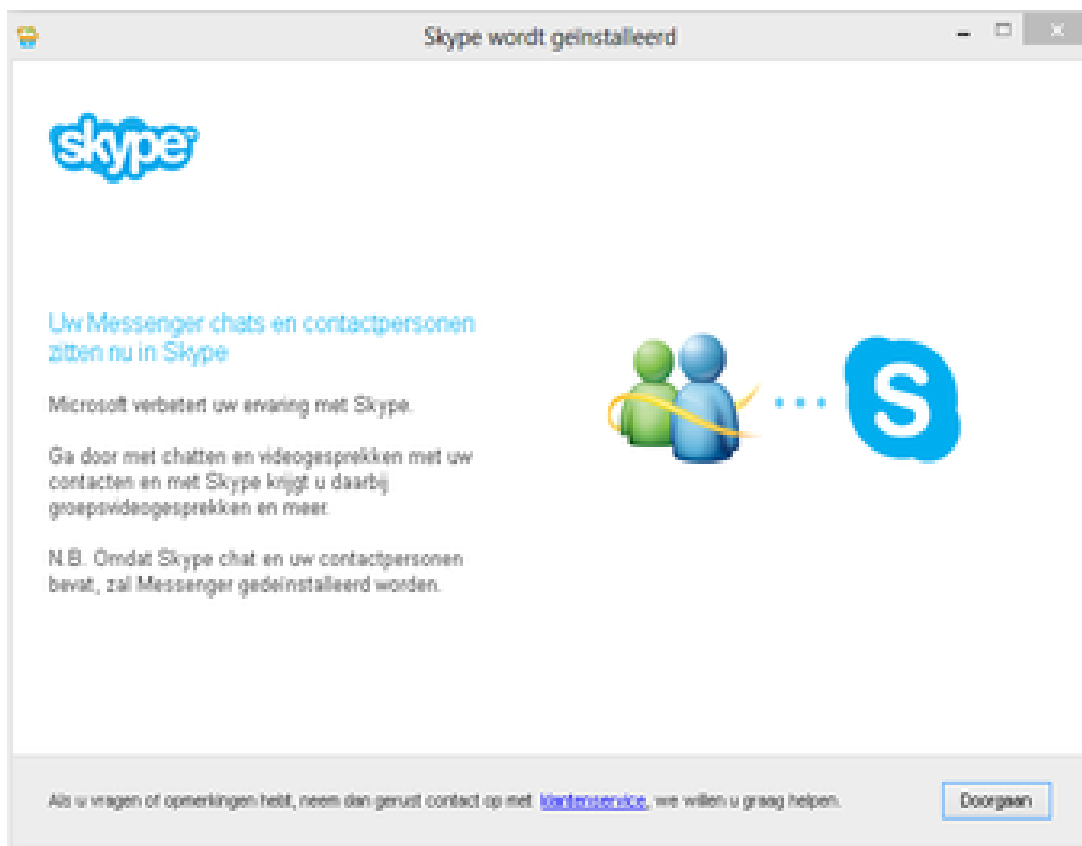 Skype wordt geïnstalleerd
skype
Uw Messenger chats en contactpersonen
zitten nu in Skype
Microsoft verbetert uw ervaring met Skype.
Ga door met chatten en videogesprekken met uw
contacten en met Skype krijgt u daarbij
groepsvideogesprekken en meer.
N.B. Omdat Skype chat en uw contactpersonen
bevat, zal Messenger gedeïnstalleerd worden.
S
Als u vragen of opmerkingen hebt, neem dan gerust contact op met klantenservice, we willen u graag helpen.
Doorgaan